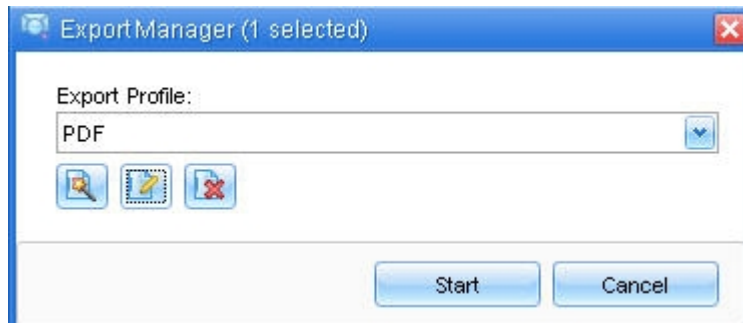 ExportManager (1 selected)
Export Profile:
PDF
Start
Cancel